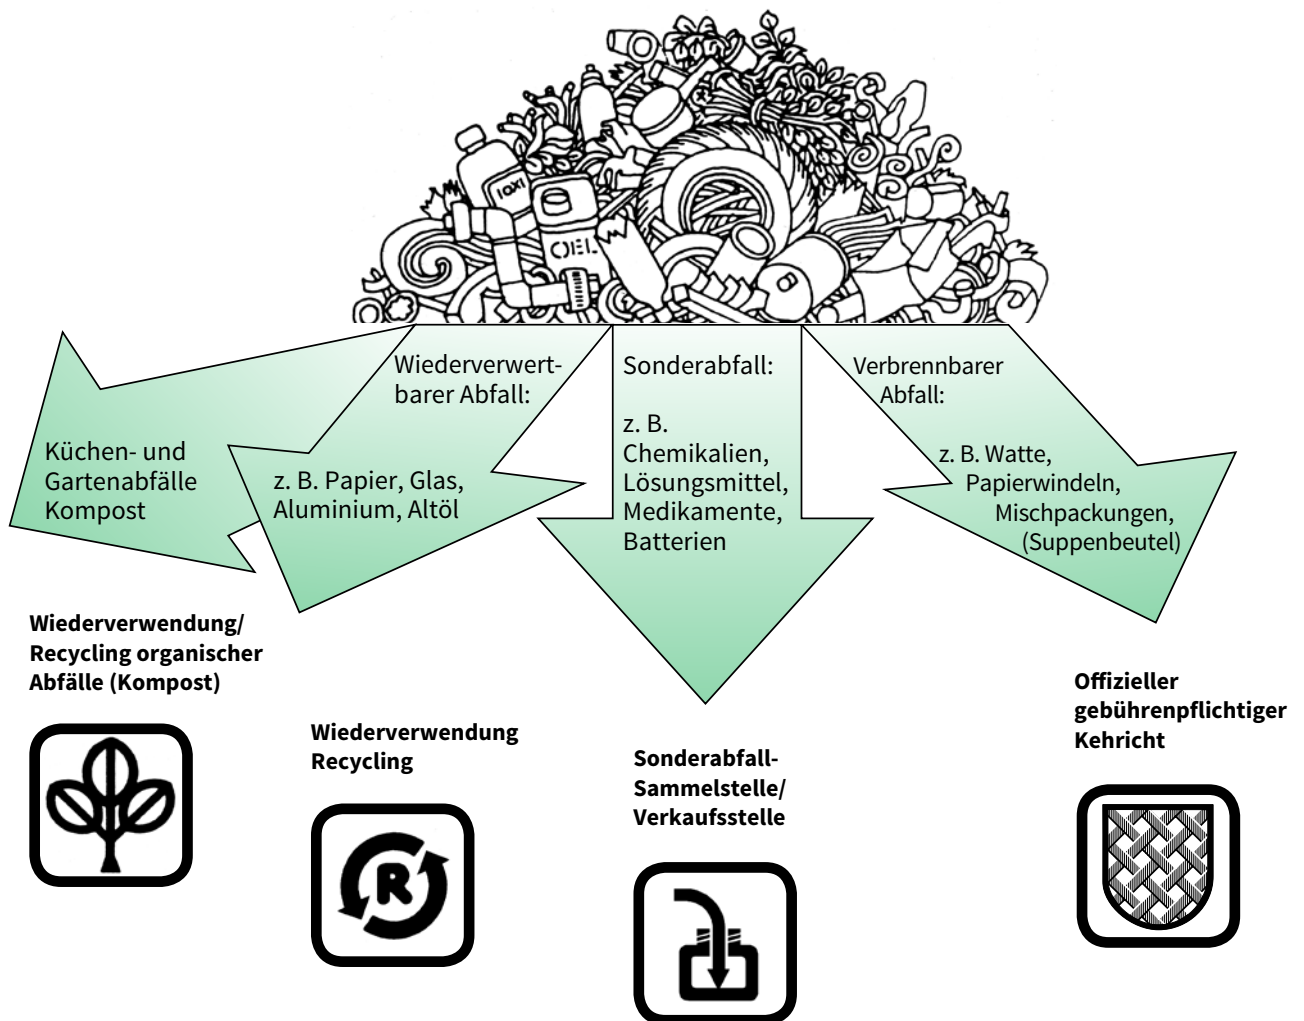 TOXI
OEL
Küchen- und
Gartenabfälle
Kompost
Wiederverwert-
barer Abfall:
z. B. Papier, Glas,
Aluminium, Altöl
Sonderabfall:
z. B.
Chemikalien,
Lösungsmittel,
Medikamente,
Batterien
Verbrennbarer
Abfall:
z. B. Watte,
Papierwindeln,
Mischpackungen,
(Suppenbeutel)
Wiederverwendung/
Recycling organischer
Abfälle (Kompost)
Wiederverwendung
Recycling
R
Sonderabfall-
Sammelstelle/
Verkaufsstelle
Offizieller
gebührenpflichtiger
Kehricht